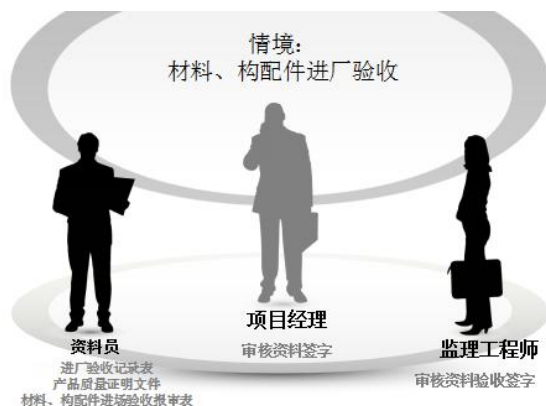 情境：
材料、构配件进厂验收
资料员
进厂验收记录表
产品质量证明文件
材料、构配件进场验收报审表
项目经理
审核资料签字
监理工程师
审核资料验收签字